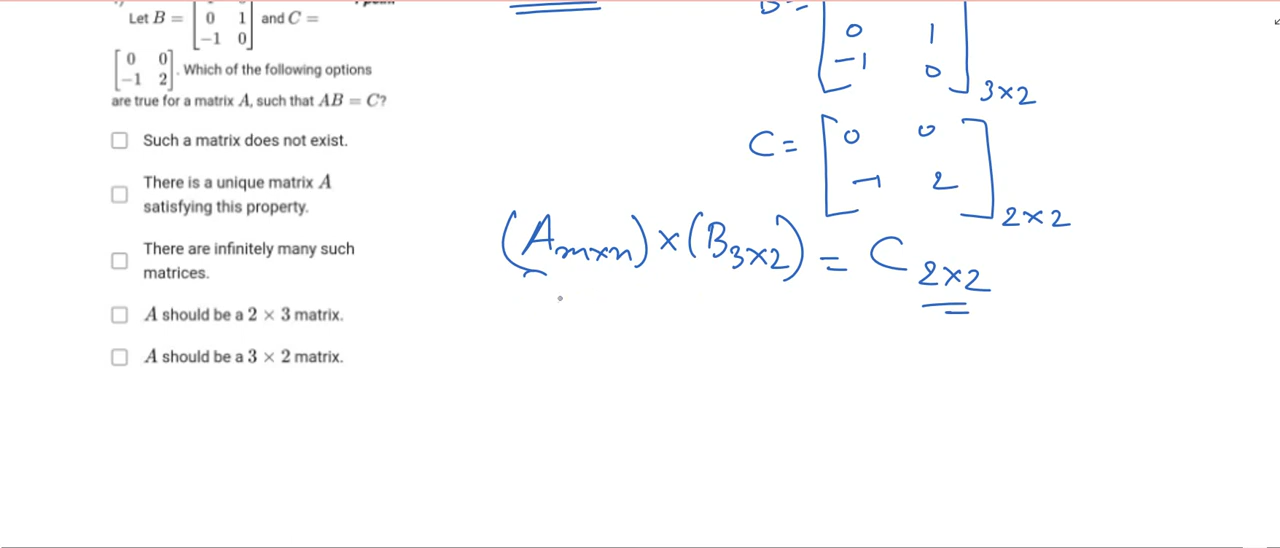 Let B = [ 0 1 and C =
-1 0 ]
[ 0 0
-1 2 ] . Which of the following options
are true for a matrix A, such that AB = C?
Such a matrix does not exist.
There is a unique matrix A
satisfying this property.
There are infinitely many such
matrices.
A should be a 2 × 3 matrix.
A should be a 3 × 2 matrix.
0 1
-1 0 ] 3×2
C = [ 0 0
-1 2 ] 2×2
(A m×n) × (B 3×2) = C 2×2